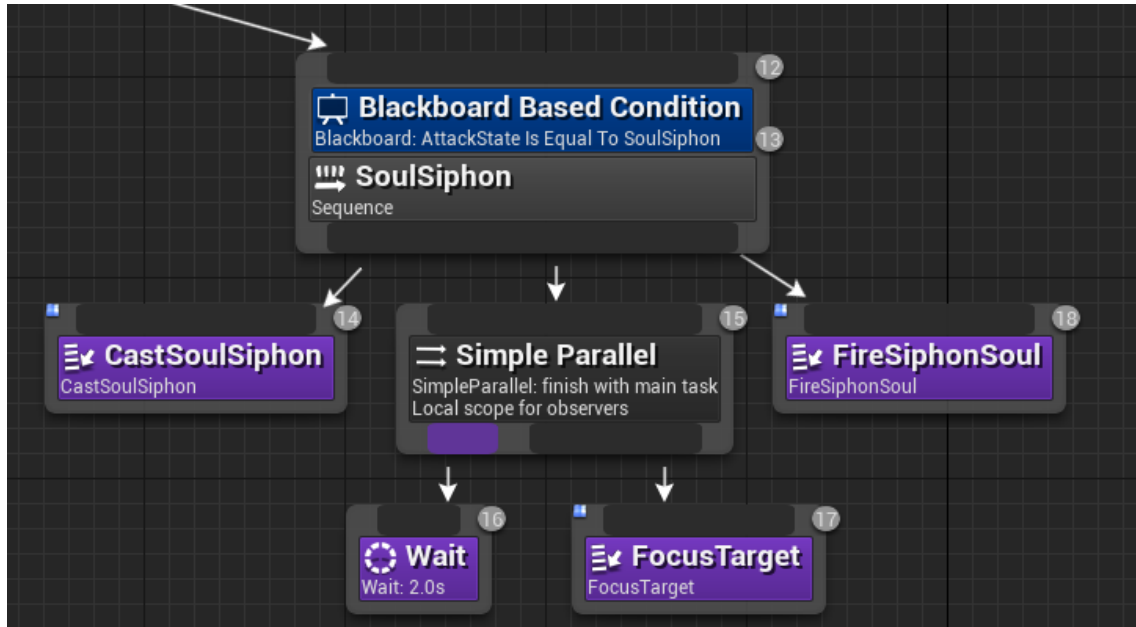 12
Blackboard Based Condition
Blackboard: AttackState Is Equal To SoulSiphon
13
SoulSiphon
Sequence
14
CastSoulSiphon
CastSoulSiphon
15
Simple Parallel
SimpleParallel: finish with main task
Local scope for observers
18
FireSiphonSoul
FireSiphonSoul
16
Wait
Wait: 2.0s
17
FocusTarget
FocusTarget